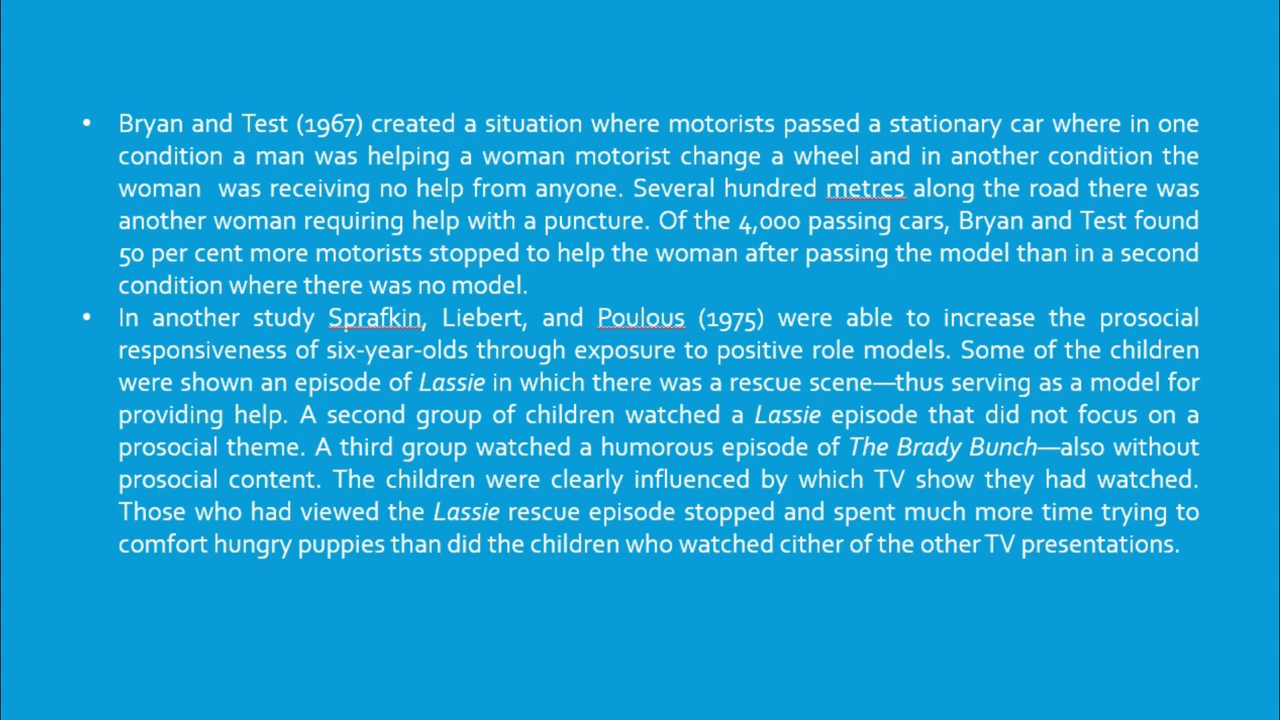 • Bryan and Test (1967) created a situation where motorists passed a stationary car where in one
condition a man was helping a woman motorist change a wheel and in another condition the
woman  was receiving no help from anyone. Several hundred metres along the road there was
another woman requiring help with a puncture. Of the 4,000 passing cars, Bryan and Test found
50 per cent more motorists stopped to help the woman after passing the model than in a second
condition where there was no model.
• In another study Sprafkin, Liebert, and Poulous (1975) were able to increase the prosocial
responsiveness of six-year-olds through exposure to positive role models. Some of the children
were shown an episode of Lassie in which there was a rescue scene—thus serving as a model for
providing help. A second group of children watched a Lassie episode that did not focus on a
prosocial theme. A third group watched a humorous episode of The Brady Bunch—also without
prosocial content. The children were clearly influenced by which TV show they had watched.
Those who had viewed the Lassie rescue episode stopped and spent much more time trying to
comfort hungry puppies than did the children who watched cither of the other TV presentations.